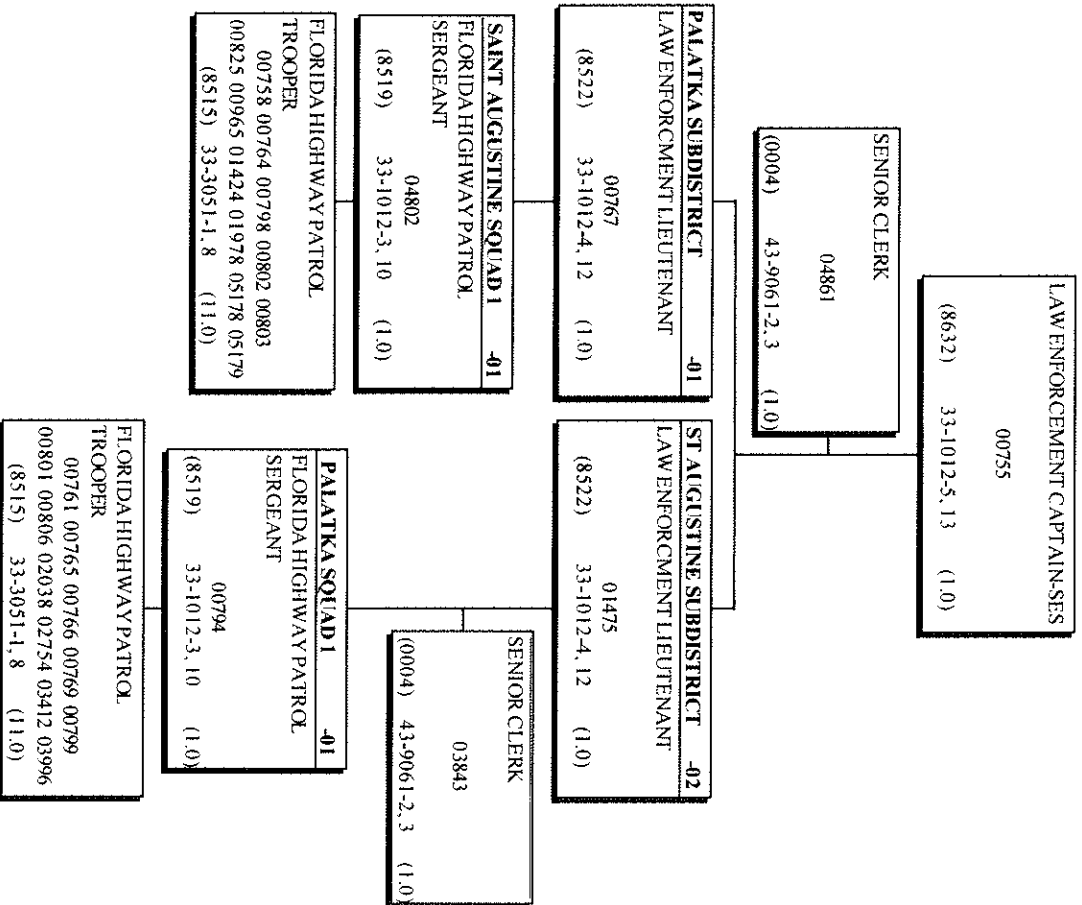 LAW ENFORCEMENT CAPTAIN-SES
00755
(8632) 33-1012-5, 13 (1.0)
SENIOR CLERK
04861
(0004) 43-9061-2, 3 (1.0)
PALATKA SUBDISTRICT -01
LAW ENFORCMENT LIEUTENANT
00767
(8522) 33-1012-4, 12 (1.0)
ST AUGUSTINE SUBDISTRICT -02
LAW ENFORCMENT LIEUTENANT
01475
(8522) 33-1012-4, 12 (1.0)
SENIOR CLERK
03843
(0004) 43-9061-2, 3 (1.0)
SAINT AUGUSTINE SQUAD 1 -01
FLORIDA HIGHWAY PATROL
SERGEANT
04802
(8519) 33-1012-3, 10 (1.0)
PALATKA SQUAD 1 -01
FLORIDA HIGHWAY PATROL
SERGEANT
00794
(8519) 33-1012-3, 10 (1.0)
FLORIDA HIGHWAY PATROL
TROOPER
00758 00764 00798 00802 00803
00825 00965 01424 01978 05178 05179
(8515) 33-3051-1, 8 (11.0)
FLORIDA HIGHWAY PATROL
TROOPER
00761 00765 00766 00769 00799
00801 00806 02038 02754 03412 03996
(8515) 33-3051-1, 8 (11.0)